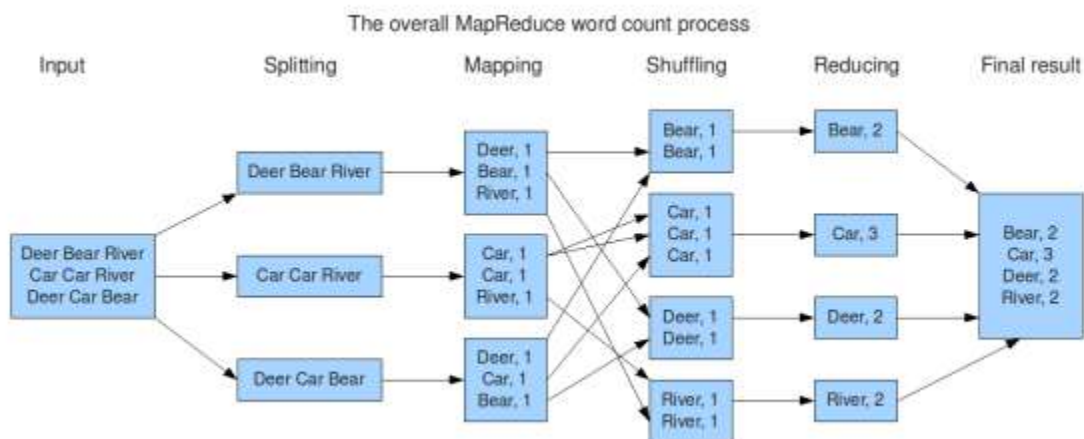 The overall MapReduce word count process
Input
Splitting
Mapping
Shuffling
Reducing
Final result
Deer Bear River
Car Car River
Deer Car Bear
Deer Bear River
Car Car River
Deer Car Bear
Deer, 1
Bear, 1
River, 1
Car, 1
Car, 1
River, 1
Deer, 1
Car, 1
Bear, 1
Bear, 1
Bear, 1
Car, 1
Car, 1
Car, 1
Deer, 1
Deer, 1
River, 1
River, 1
Bear, 2
Car, 3
Deer, 2
River, 2
Bear, 2
Car, 3
Deer, 2
River, 2